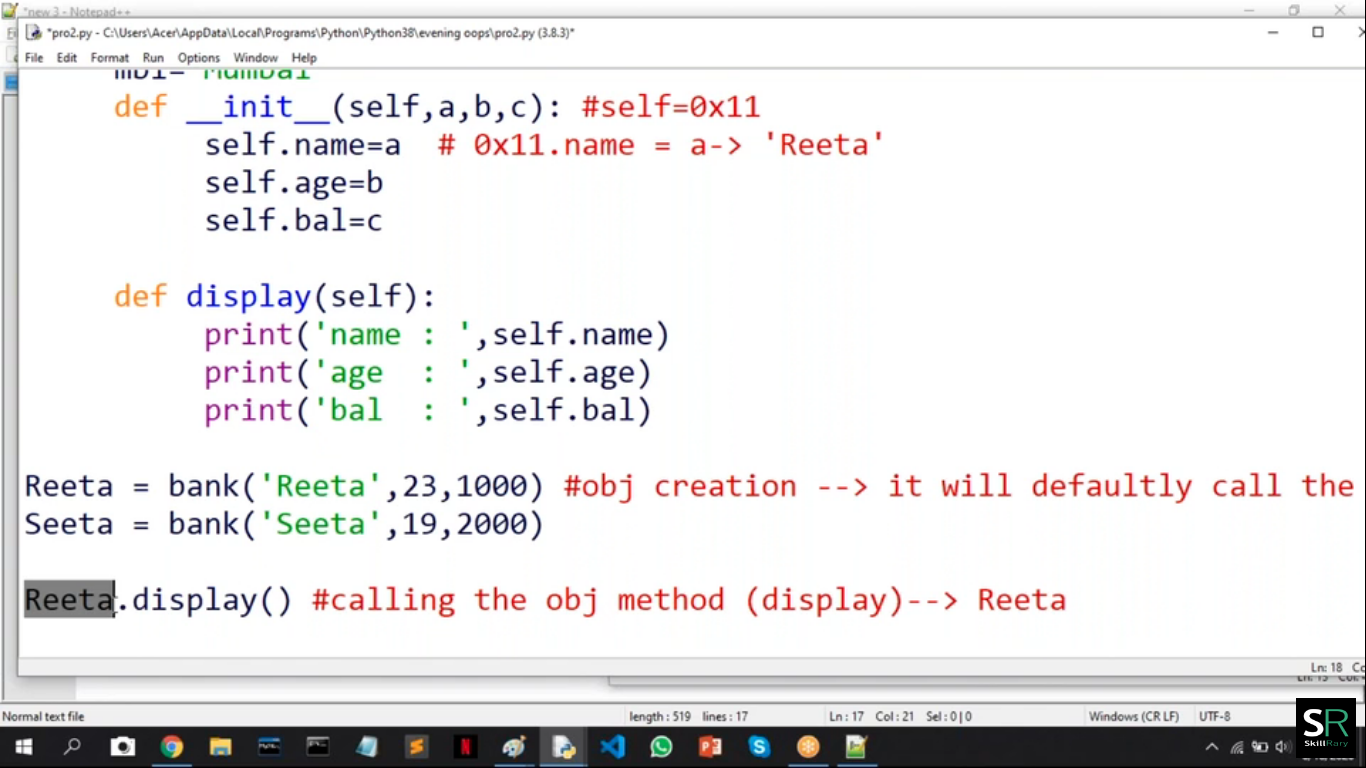 *new 3 - Notepad++
*pro2.py - C:\Users\Acer\AppData\Local\Programs\Python\Python38\evening oops\pro2.py (3.8.3)*
File Edit Format Run Options Window Help
mbl= 'Mumbai'
def __init__(self,a,b,c): #self=0x11
self.name=a # 0x11.name = a-> 'Reeta'
self.age=b
self.bal=c
def display(self):
print('name : ',self.name)
print('age  : ',self.age)
print('bal  : ',self.bal)
Reeta = bank('Reeta',23,1000) #obj creation --> it will defaultly call the
Seeta = bank('Seeta',19,2000)
Reeta.display() #calling the obj method (display)--> Reeta
Ln: 18 Co
Normal text file length : 519 lines : 17 Ln : 17 Col : 21 Sel : 0 | 0 Windows (CR LF) UTF-8
SR
SkillRary